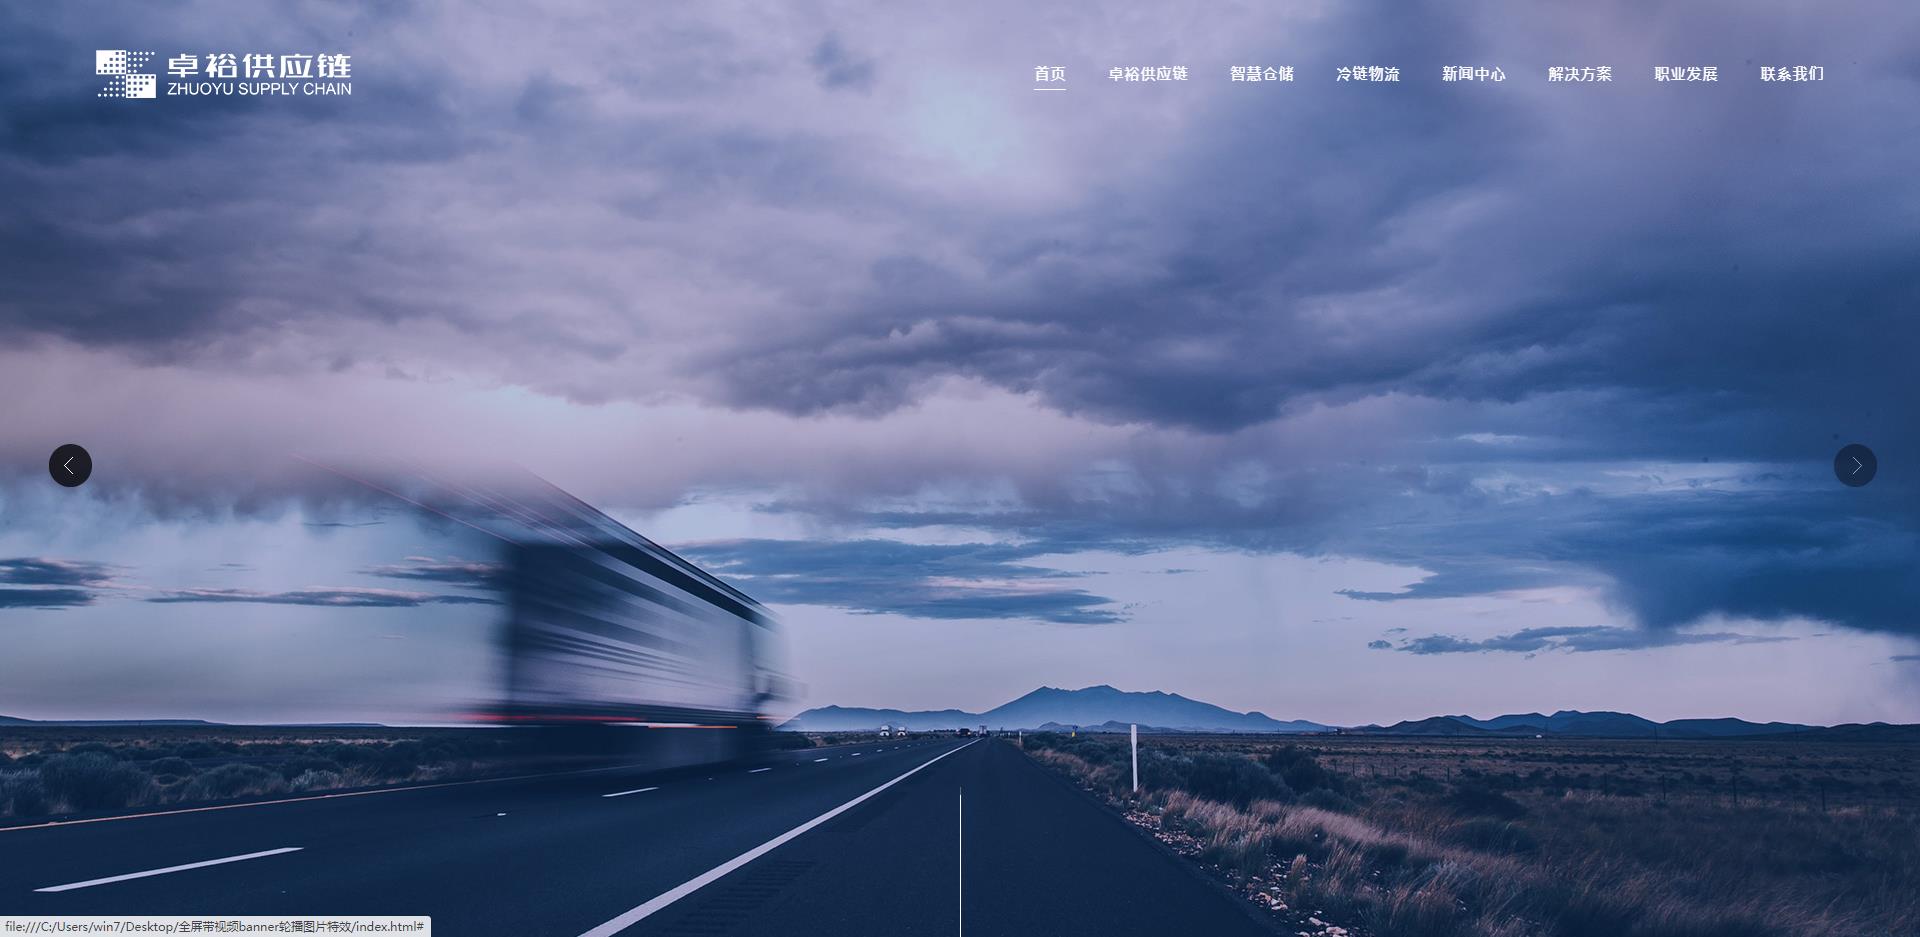 卓裕供应链
ZHUOYU SUPPLY CHAIN
首页 卓裕供应链 智慧仓储 冷链物流 新闻中心 解决方案 职业发展 联系我们
file:///C:/Users/win7/Desktop/全屏带视频banner轮播图片特效/index.html#